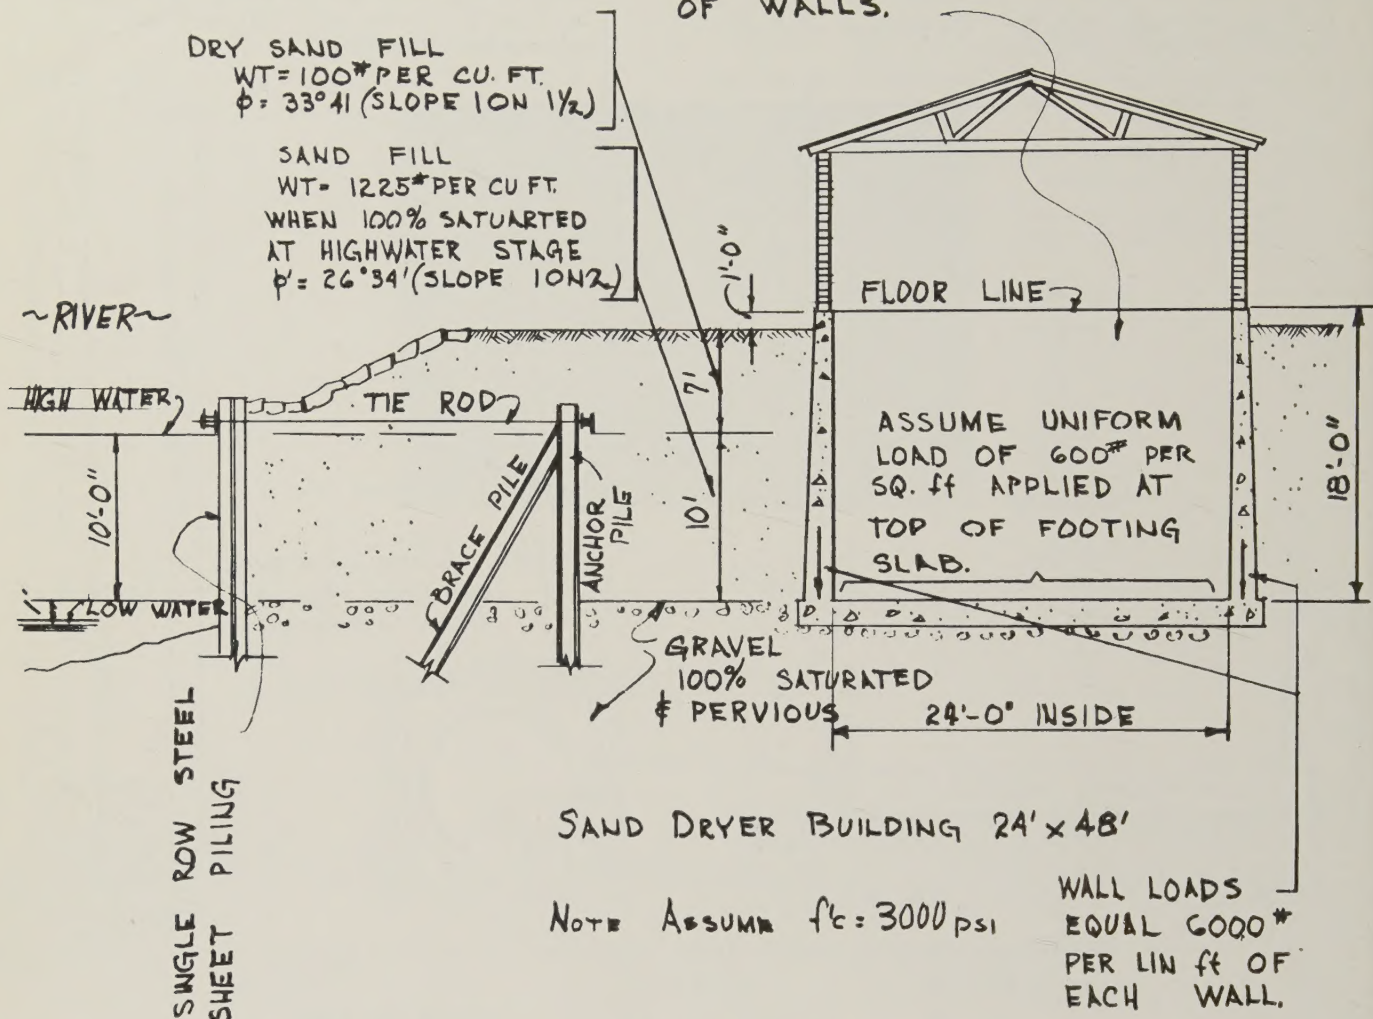 OF WALLS.
DRY SAND FILL
WT= 100# PER CU. FT.
φ= 33°41 (SLOPE 1 ON 1½)
SAND FILL
WT= 1225# PER CU FT.
WHEN 100% SATUARTED
AT HIGHWATER STAGE
φ'= 26°34' (SLOPE 1 ON 2)
~RIVER~
HIGH WATER
TIE ROD
1'-0"
FLOOR LINE
7'
10'
10'-0"
BRACE PILE
ANCHOR
PILE
ASSUME UNIFORM
LOAD OF 600# PER
SQ. ft APPLIED AT
TOP OF FOOTING
SLAB.
18'-0"
1'
LOW WATER
GRAVEL
100% SATURATED
& PERVIOUS
24'-0" INSIDE
SINGLE ROW STEEL
SHEET PILING
SAND DRYER BUILDING 24' x 48'
NOTE ASSUME f'c = 3000 psi
WALL LOADS
EQUAL 6000#
PER LIN ft OF
EACH WALL.